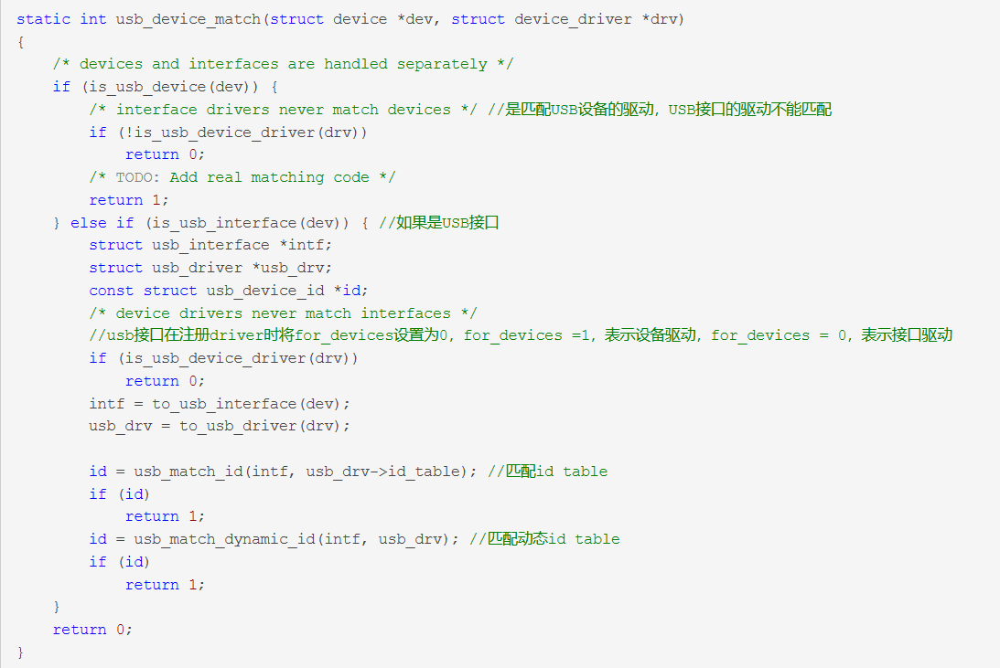 static int usb_device_match(struct device *dev, struct device_driver *drv)
{
    /* devices and interfaces are handled separately */
    if (is_usb_device(dev)) {
        /* interface drivers never match devices */ //是匹配USB设备的驱动，USB接口的驱动不能匹配
        if (!is_usb_device_driver(drv))
            return 0;
        /* TODO: Add real matching code */
        return 1;
    } else if (is_usb_interface(dev)) { //如果是USB接口
        struct usb_interface *intf;
        struct usb_driver *usb_drv;
        const struct usb_device_id *id;
        /* device drivers never match interfaces */
        //usb接口在注册driver时将for_devices设置为0，for_devices =1，表示设备驱动，for_devices = 0，表示接口驱动
        if (is_usb_device_driver(drv))
            return 0;
        intf = to_usb_interface(dev);
        usb_drv = to_usb_driver(drv);

        id = usb_match_id(intf, usb_drv->id_table); //匹配id table
        if (id)
            return 1;
        id = usb_match_dynamic_id(intf, usb_drv); //匹配动态id table
        if (id)
            return 1;
    }
    return 0;
}